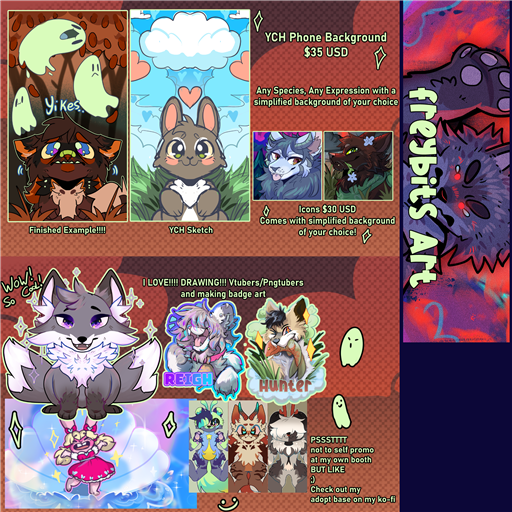 YCH Phone Background
$35 USD
Any Species, Any Expression with a
simplified background of your choice
Yikes.
Finished Example!!!!
YCH Sketch
Icons $30 USD
Comes with simplified background
of your choice!
freybits Art
WOW!
So Cool!
I LOVE!!!! DRAWING!!! Vtubers/Pngtubers
and making badge art
REIGH
Hunter
PSSSTTTT
not to self promo
at my own booth
BUT LIKE
;)
Check out my
adopt base on my ko-fi